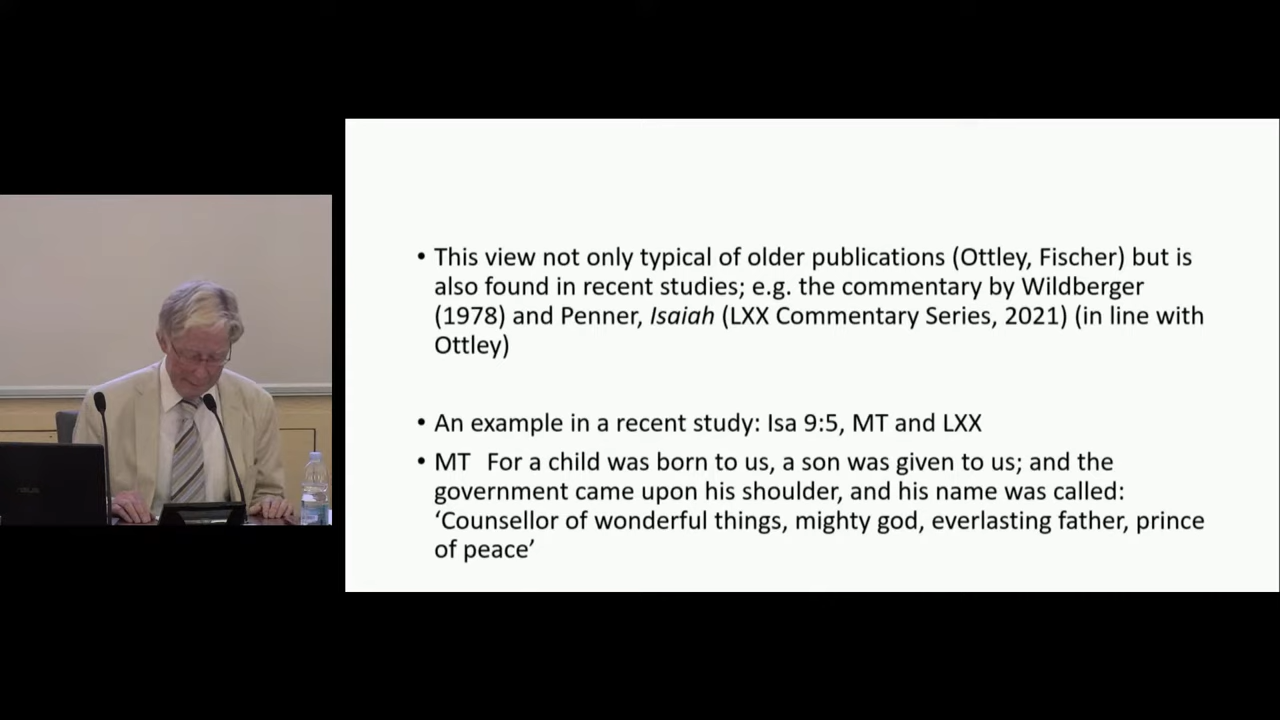 • This view not only typical of older publications (Ottley, Fischer) but is
also found in recent studies; e.g. the commentary by Wildberger
(1978) and Penner, Isaiah (LXX Commentary Series, 2021) (in line with
Ottley)
• An example in a recent study: Isa 9:5, MT and LXX
• MT For a child was born to us, a son was given to us; and the
government came upon his shoulder, and his name was called:
‘Counsellor of wonderful things, mighty god, everlasting father, prince
of peace’